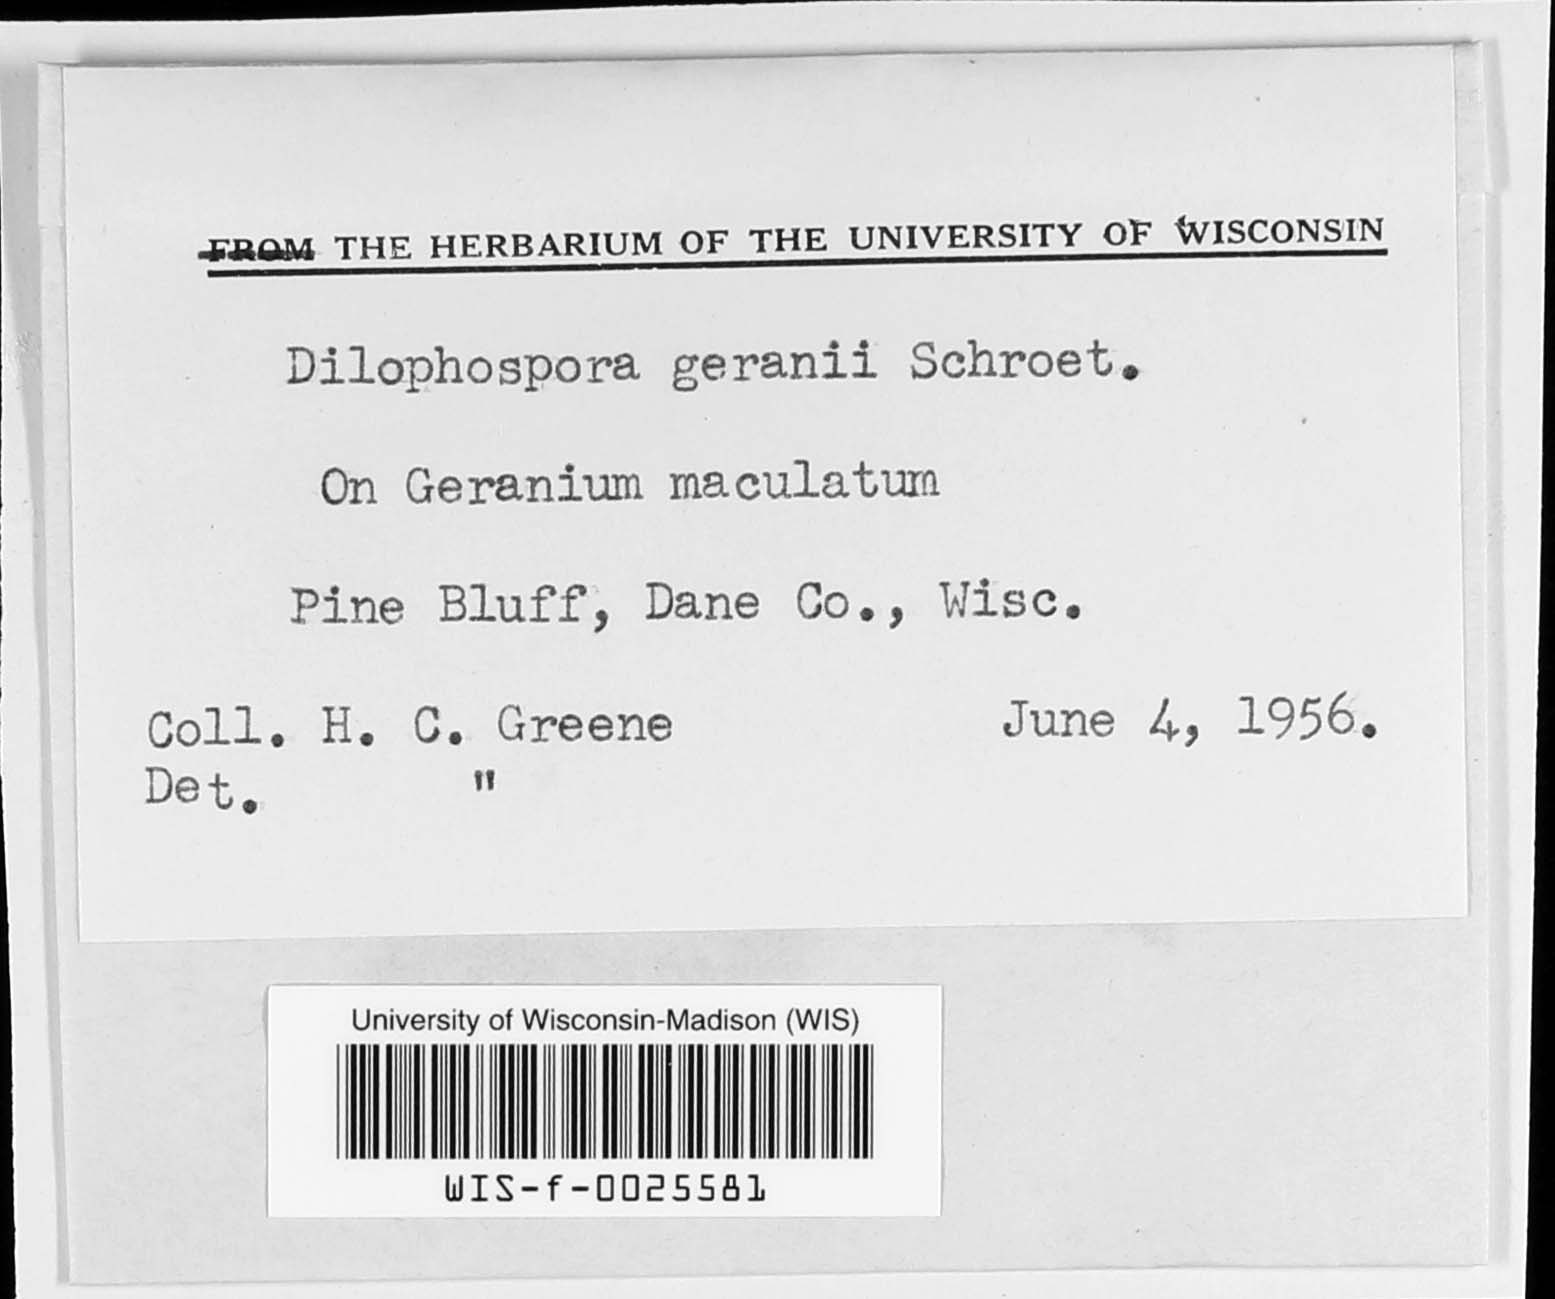 FROM THE HERBARIUM OF THE UNIVERSITY OF WISCONSIN
Dilophospora geranii Schroet.
On Geranium maculatum
Pine Bluff, Dane Co., Wisc.
Coll. H. C. Greene June 4, 1956.
Det. "
University of Wisconsin-Madison (WIS)
WIS-f-0025581